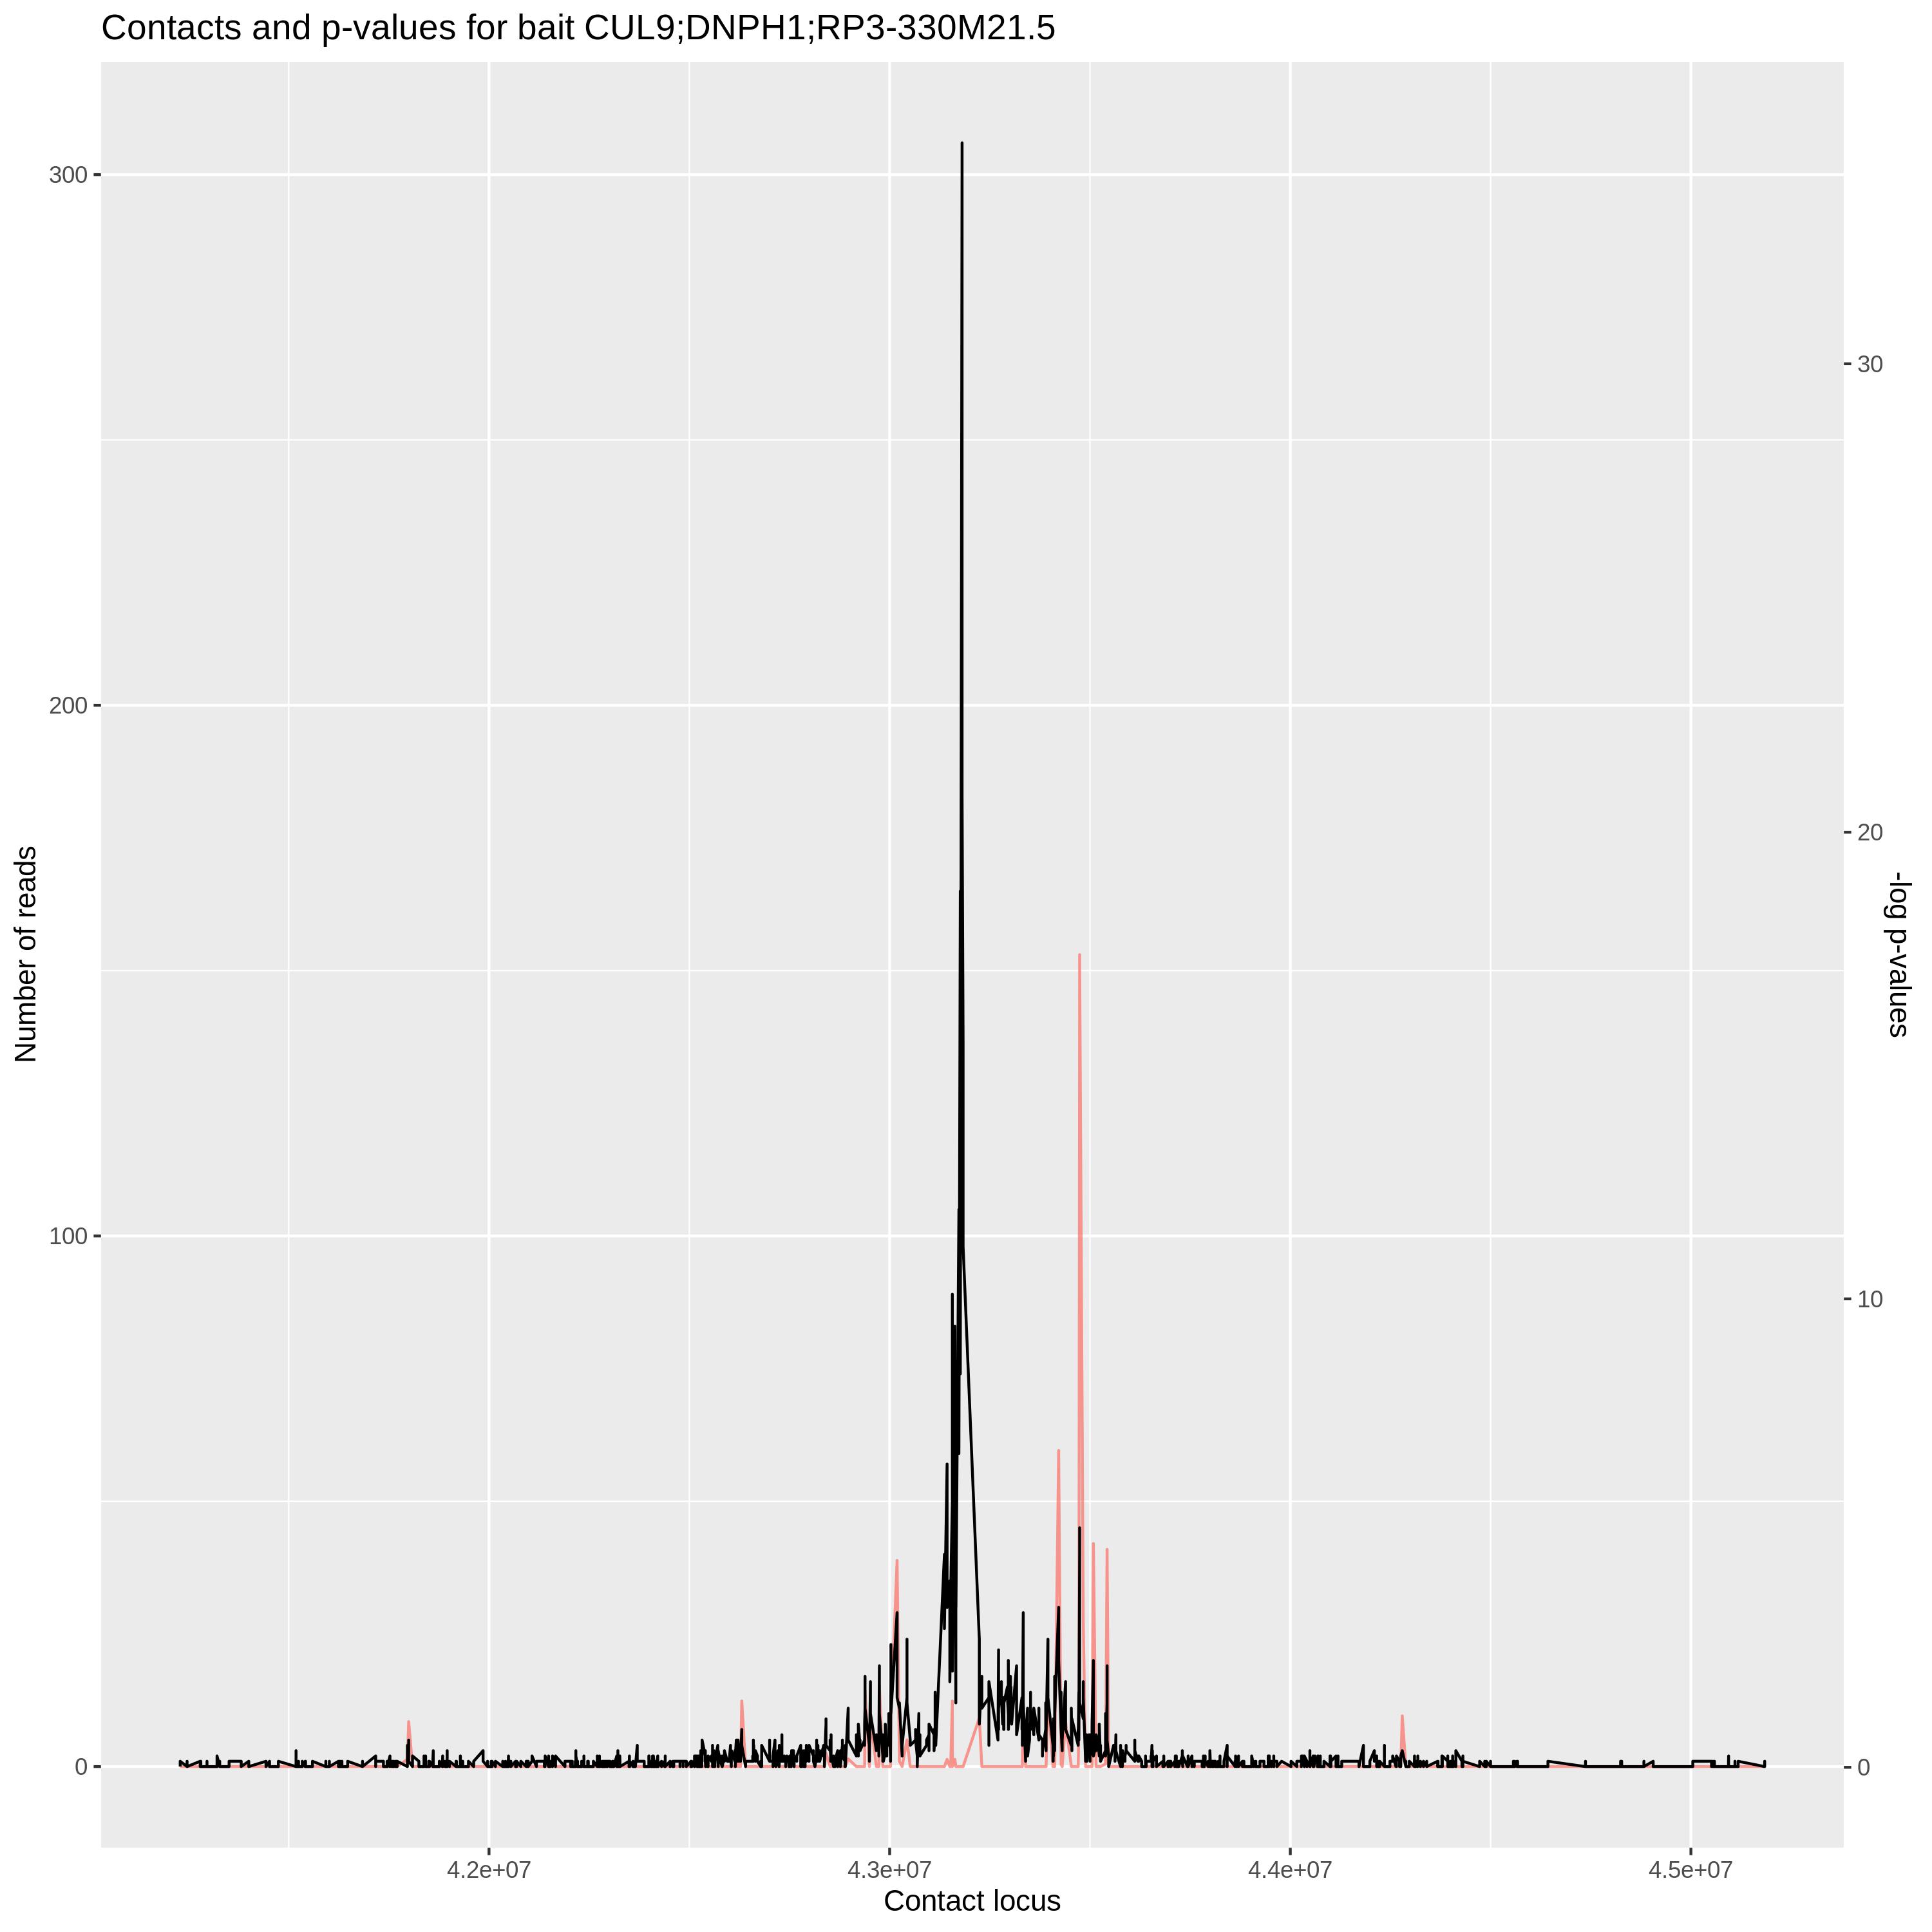 Contacts and p-values for bait CUL9;DNPH1;RP3-330M21.5
300
200
100
0
Number of reads
30
20
10
0
-log p-values
4.2e+07 4.3e+07 4.4e+07 4.5e+07
Contact locus